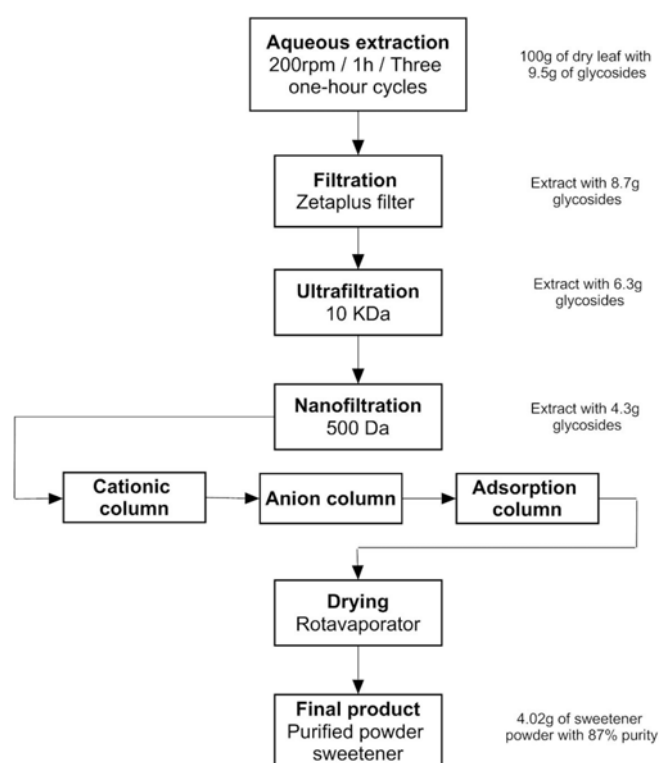 Aqueous extraction
200rpm / 1h / Three
one-hour cycles
100g of dry leaf with
9.5g of glycosides
Filtration
Zetaplus filter
Extract with 8.7g
glycosides
Ultrafiltration
10 KDa
Extract with 6.3g
glycosides
Nanofiltration
500 Da
Extract with 4.3g
glycosides
Cationic
column
Anion column
Adsorption
column
Drying
Rotavaporator
Final product
Purified powder
sweetener
4.02g of sweetener
powder with 87% purity